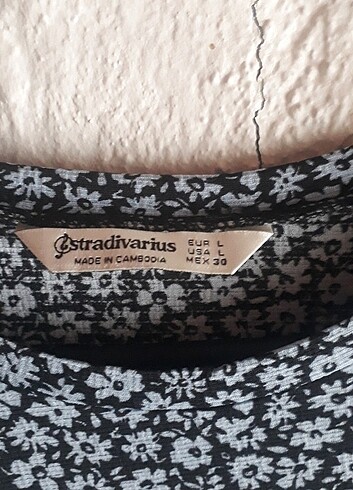 Stradivarius
MADE IN CAMBODIA
EUR L
USA L
MEX 30